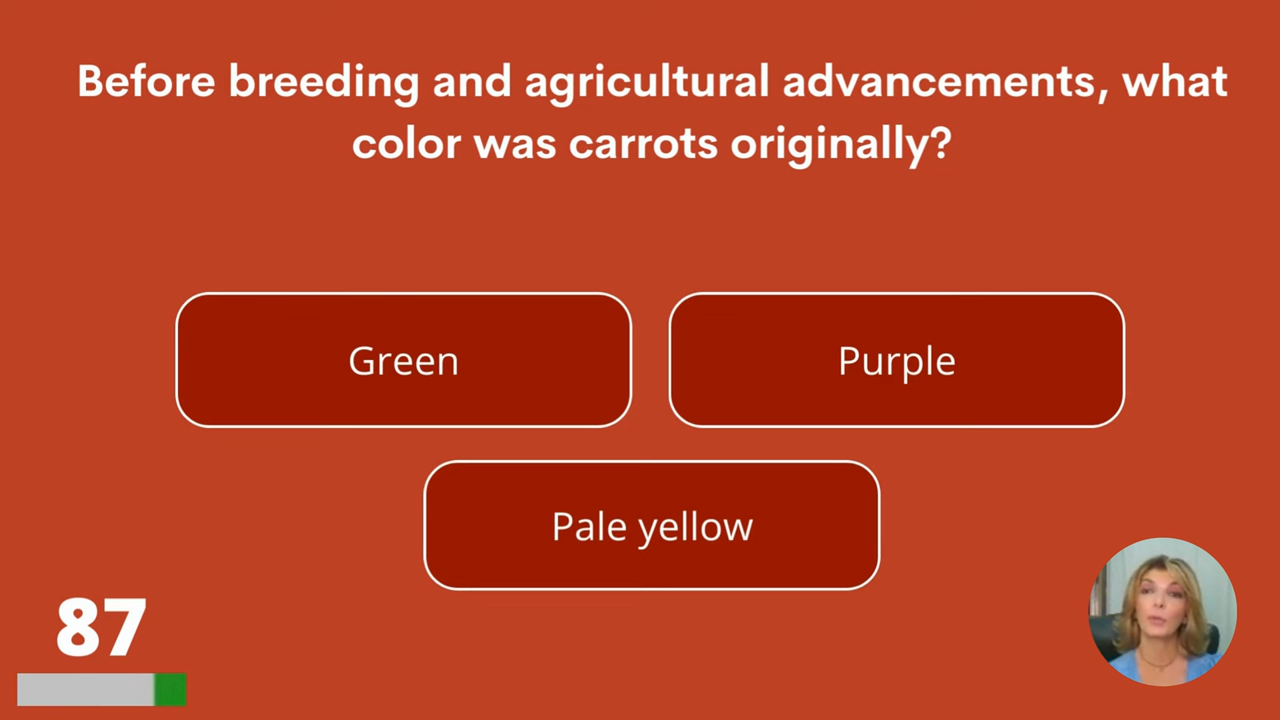 Before breeding and agricultural advancements, what
color was carrots originally?
Green
Purple
Pale yellow
87